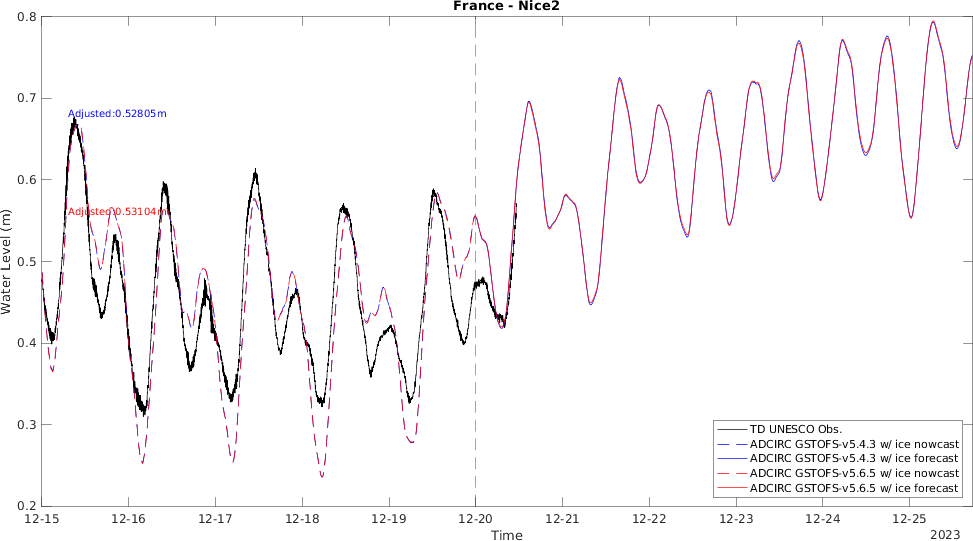 France - Nice2
0.8
0.7
0.6
0.5
0.4
0.3
0.2
Water Level (m)
Adjusted:0.52805m
Adjusted:0.53104m
TD UNESCO Obs.
ADCIRC GSTOFS-v5.4.3 w/ ice nowcast
ADCIRC GSTOFS-v5.4.3 w/ ice forecast
ADCIRC GSTOFS-v5.6.5 w/ ice nowcast
ADCIRC GSTOFS-v5.6.5 w/ ice forecast
12-15 12-16 12-17 12-18 12-19 12-20 12-21 12-22 12-23 12-24 12-25
Time
2023